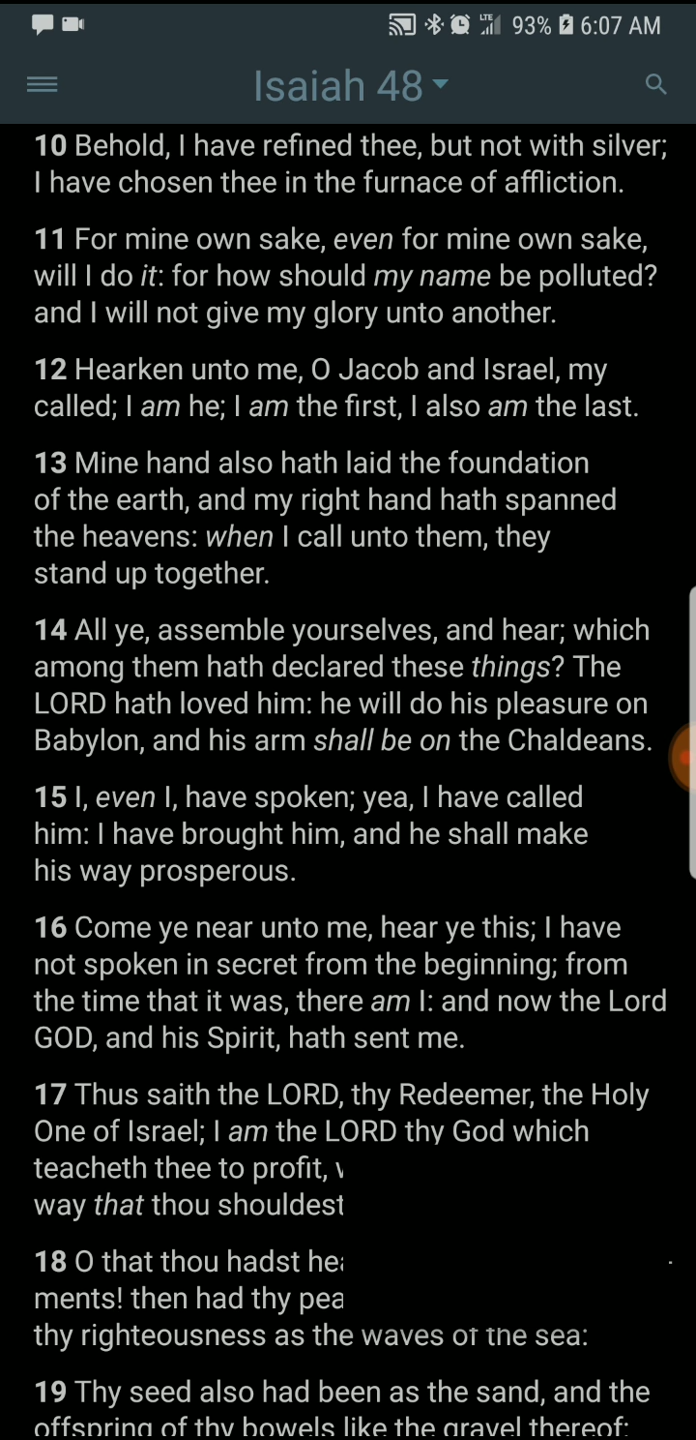 LTE 93% 6:07 AM
Isaiah 48
10 Behold, I have refined thee, but not with silver;
I have chosen thee in the furnace of affliction.
11 For mine own sake, even for mine own sake,
will I do it: for how should my name be polluted?
and I will not give my glory unto another.
12 Hearken unto me, O Jacob and Israel, my
called; I am he; I am the first, I also am the last.
13 Mine hand also hath laid the foundation
of the earth, and my right hand hath spanned
the heavens: when I call unto them, they
stand up together.
14 All ye, assemble yourselves, and hear; which
among them hath declared these things? The
LORD hath loved him: he will do his pleasure on
Babylon, and his arm shall be on the Chaldeans.
15 I, even I, have spoken; yea, I have called
him: I have brought him, and he shall make
his way prosperous.
16 Come ye near unto me, hear ye this; I have
not spoken in secret from the beginning; from
the time that it was, there am I: and now the Lord
GOD, and his Spirit, hath sent me.
17 Thus saith the LORD, thy Redeemer, the Holy
One of Israel; I am the LORD thy God which
teacheth thee to profit,
way that thou shouldest
18 O that thou hadst
ments! then had thy
thy righteousness as the waves of the sea:
19 Thy seed also had been as the sand, and the
offspring of thy bowels like the gravel thereof;